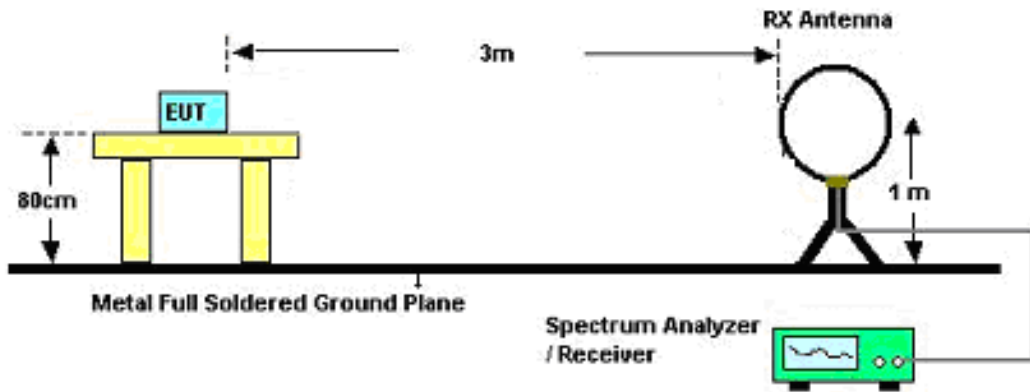 RX Antenna
3m
EUT
80cm
1 m
Metal Full Soldered Ground Plane
Spectrum Analyzer
/ Receiver